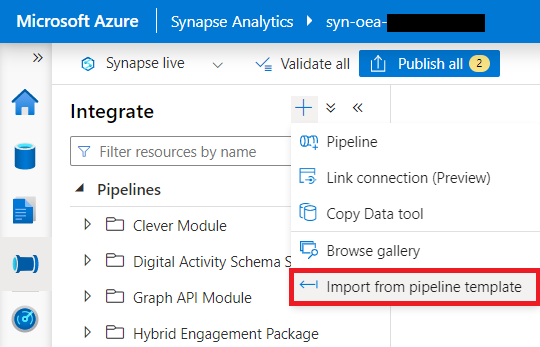 Microsoft Azure
Synapse Analytics
syn-oea-
Synapse live
Validate all
Publish all 2
Integrate
Filter resources by name
Pipelines
Clever Module
Digital Activity Schema S
Graph API Module
Hybrid Engagement Package
Pipeline
Link connection (Preview)
Copy Data tool
Browse gallery
Import from pipeline template